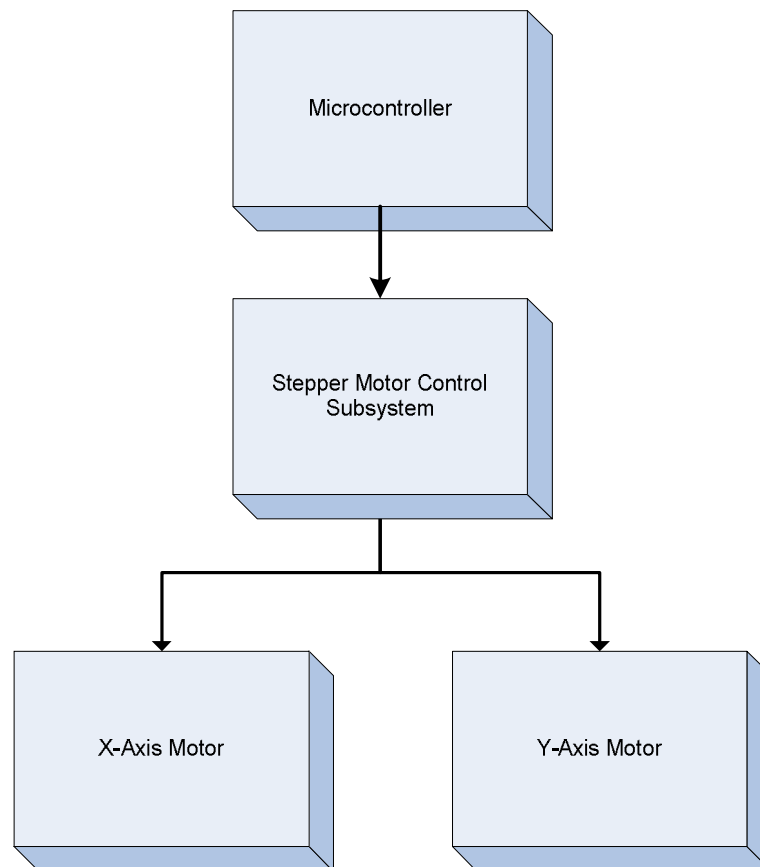 Microcontroller
Stepper Motor Control
Subsystem
X-Axis Motor
Y-Axis Motor